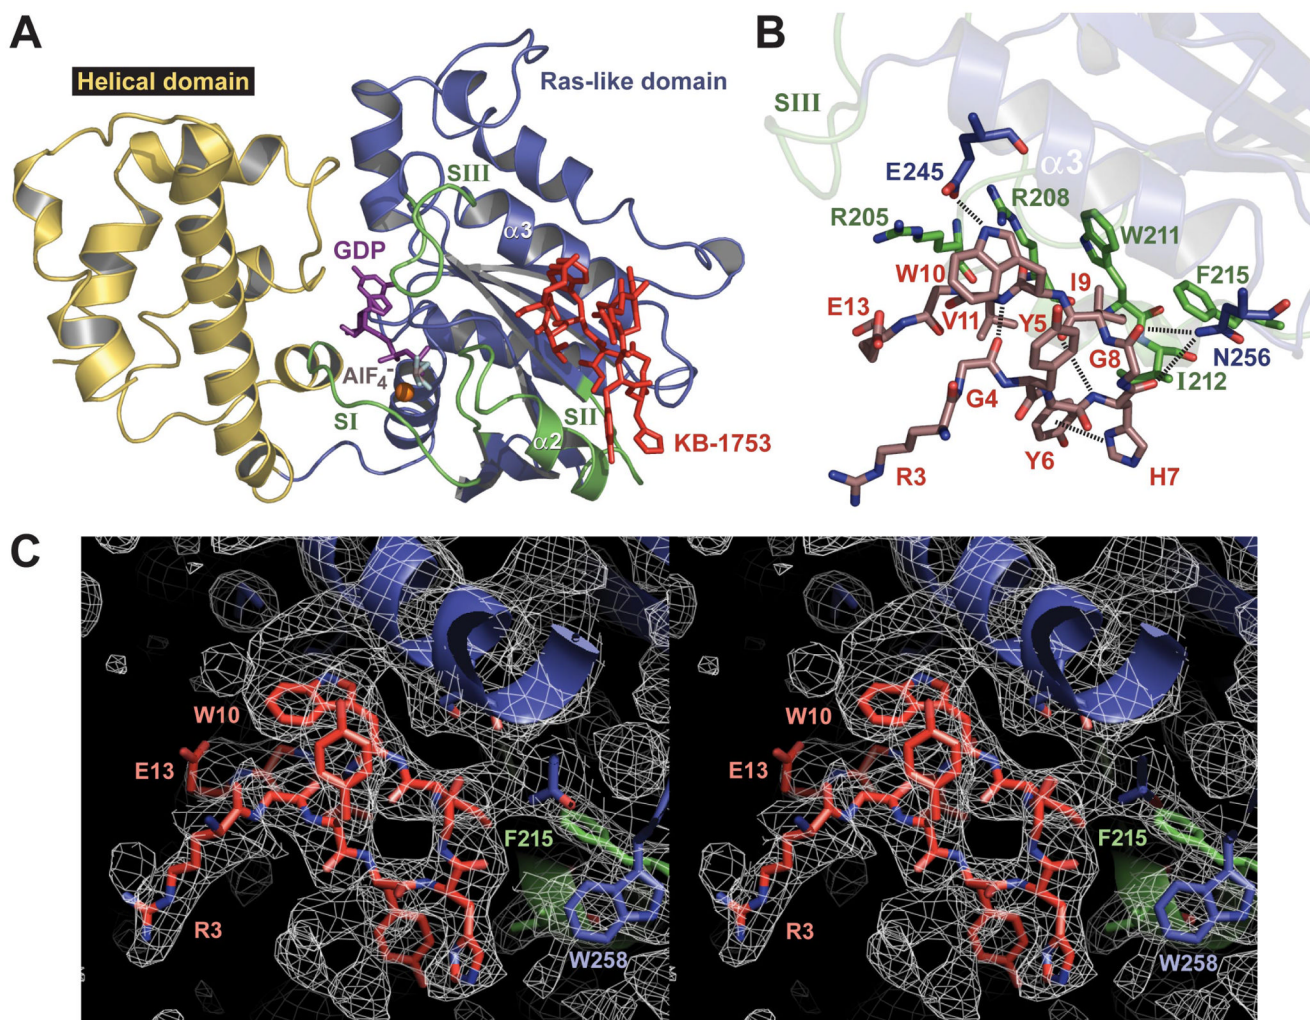 A
Helical domain
Ras-like domain
SIII
α3
GDP
AlF4-
SI
SII
α2
KB-1753
B
SIII
α3
E245
R208
R205
W211
W10
I9
F215
E13
V11
Y5
G8
N256
I212
G4
R3
Y6
H7
C
W10
E13
F215
R3
W258
W10
E13
F215
R3
W258